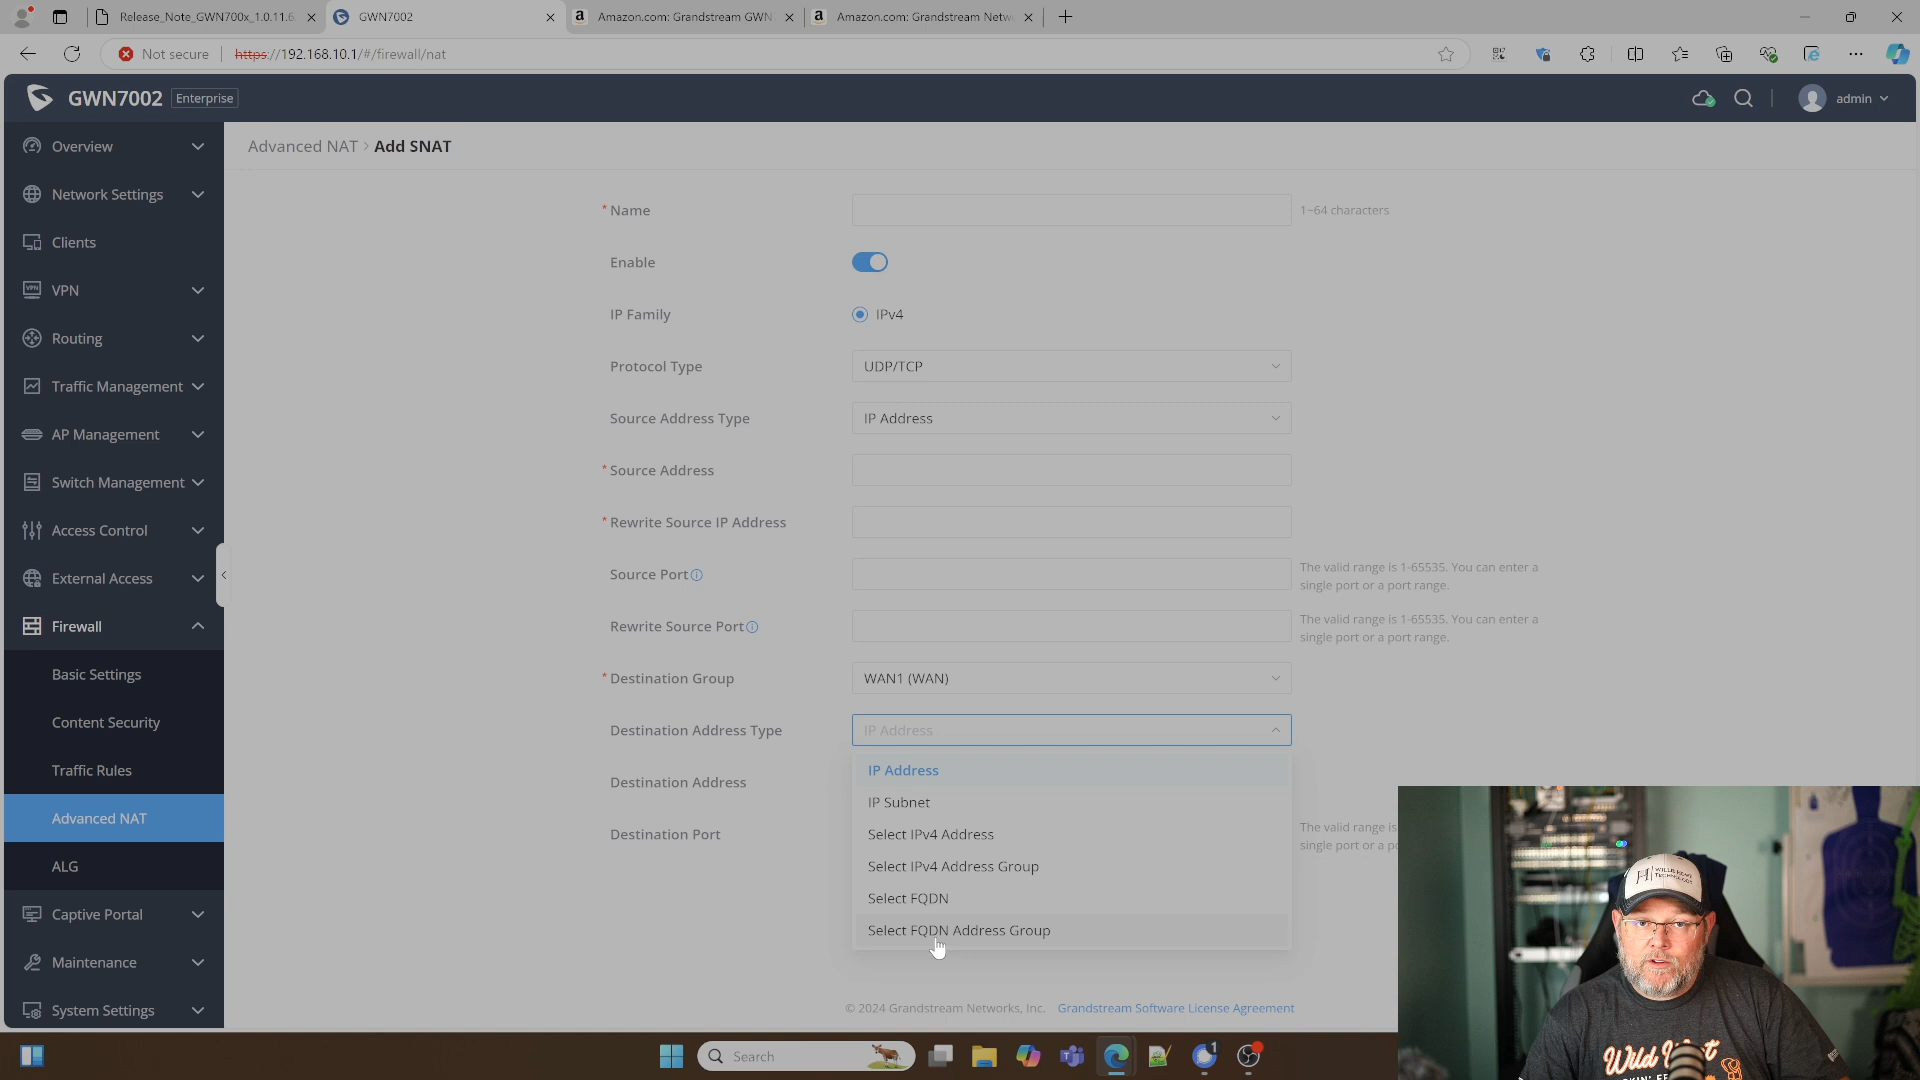 Release_Note_GWN700x_1.0.11.6
GWN7002
Amazon.com: Grandstream GWN
Amazon.com: Grandstream Netw
Not secure
https://192.168.10.1/#/firewall/nat
GWN7002
Enterprise
admin
Overview
Network Settings
Clients
VPN
Routing
Traffic Management
AP Management
Switch Management
Access Control
External Access
Firewall
Basic Settings
Content Security
Traffic Rules
Advanced NAT
ALG
Captive Portal
Maintenance
System Settings
Advanced NAT > Add SNAT
* Name
1~64 characters
Enable
IP Family
IPv4
Protocol Type
UDP/TCP
Source Address Type
IP Address
* Source Address
* Rewrite Source IP Address
Source Port
The valid range is 1-65535. You can enter a
single port or a port range.
Rewrite Source Port
The valid range is 1-65535. You can enter a
single port or a port range.
* Destination Group
WAN1 (WAN)
Destination Address Type
IP Address
Destination Address
Destination Port
IP Address
IP Subnet
Select IPv4 Address
Select IPv4 Address Group
Select FQDN
Select FQDN Address Group
The valid range is
single port or a
© 2024 Grandstream Networks, Inc.
Grandstream Software License Agreement
Search
1
WILLIE HOWE
TECHNOLOGY
Wild